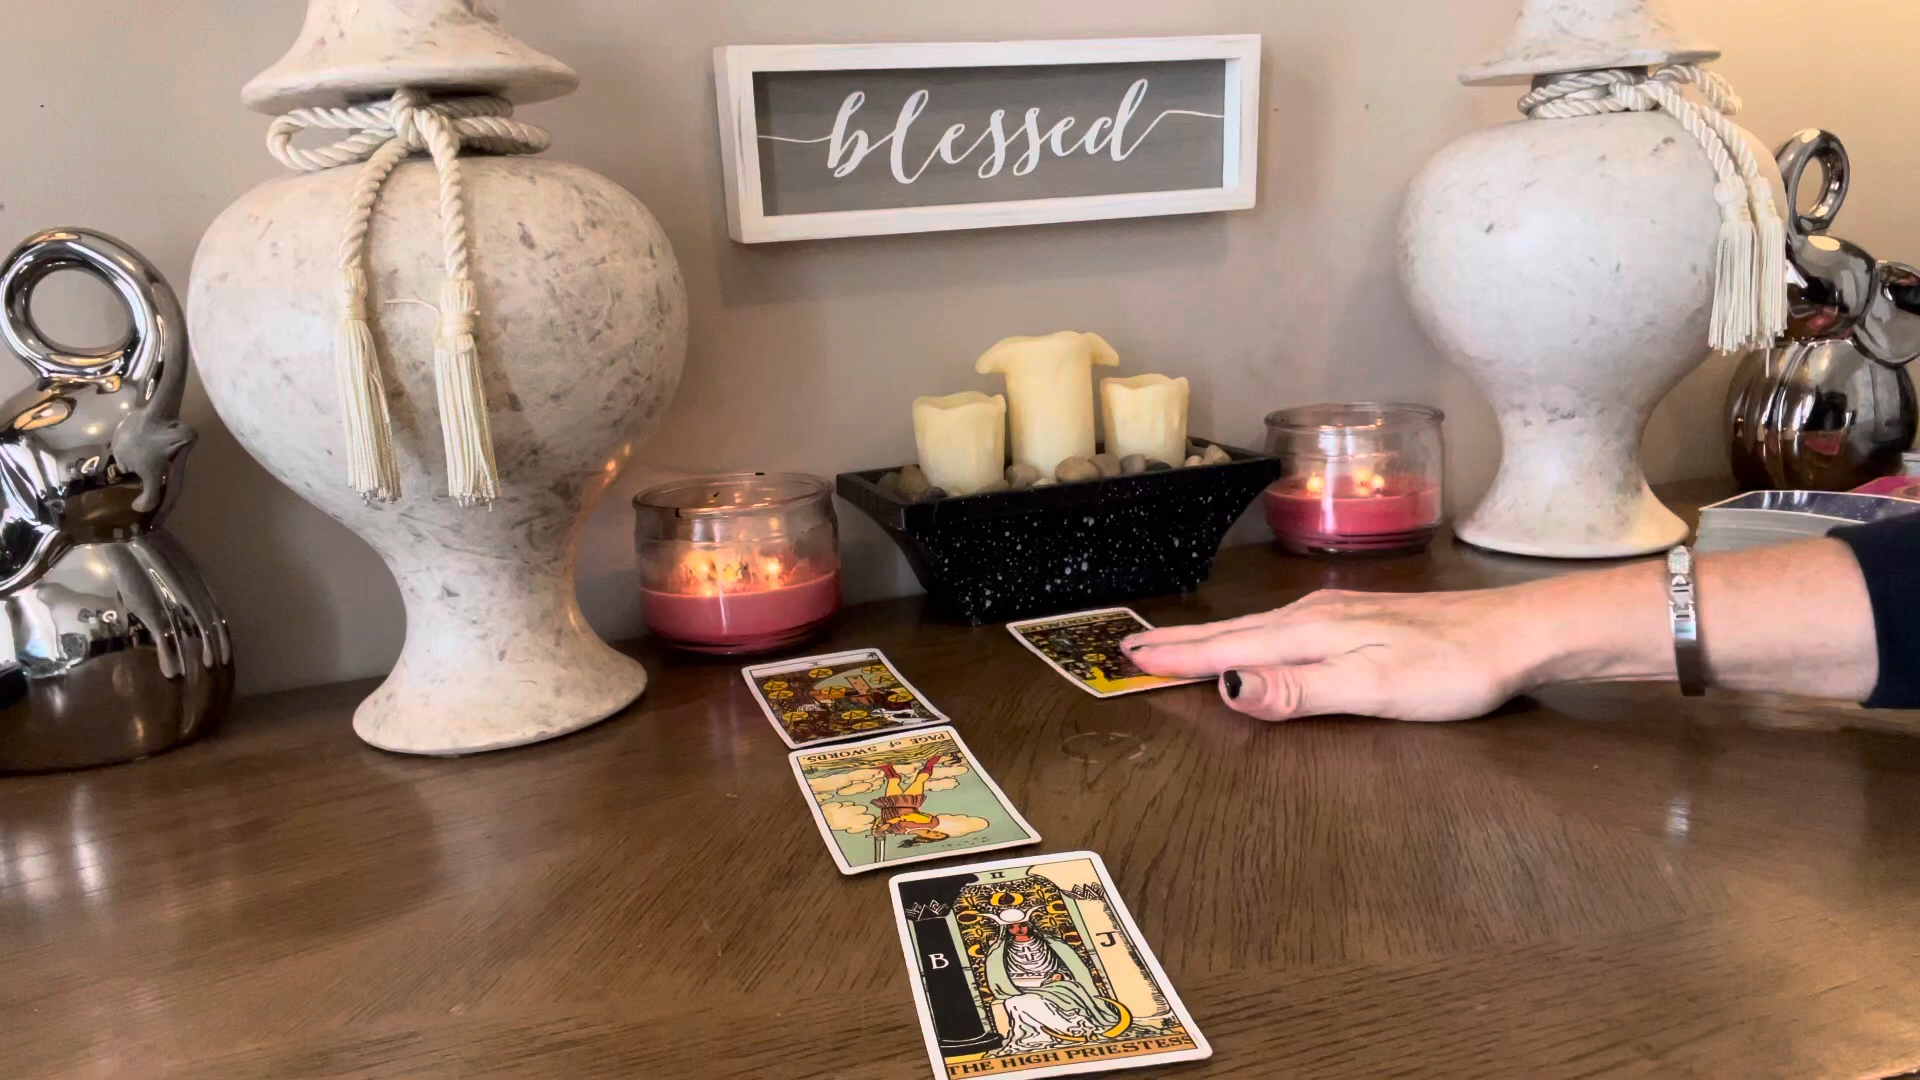 blessed
PAGE of SWORDS.
II
B
J
THE HIGH PRIESTESS